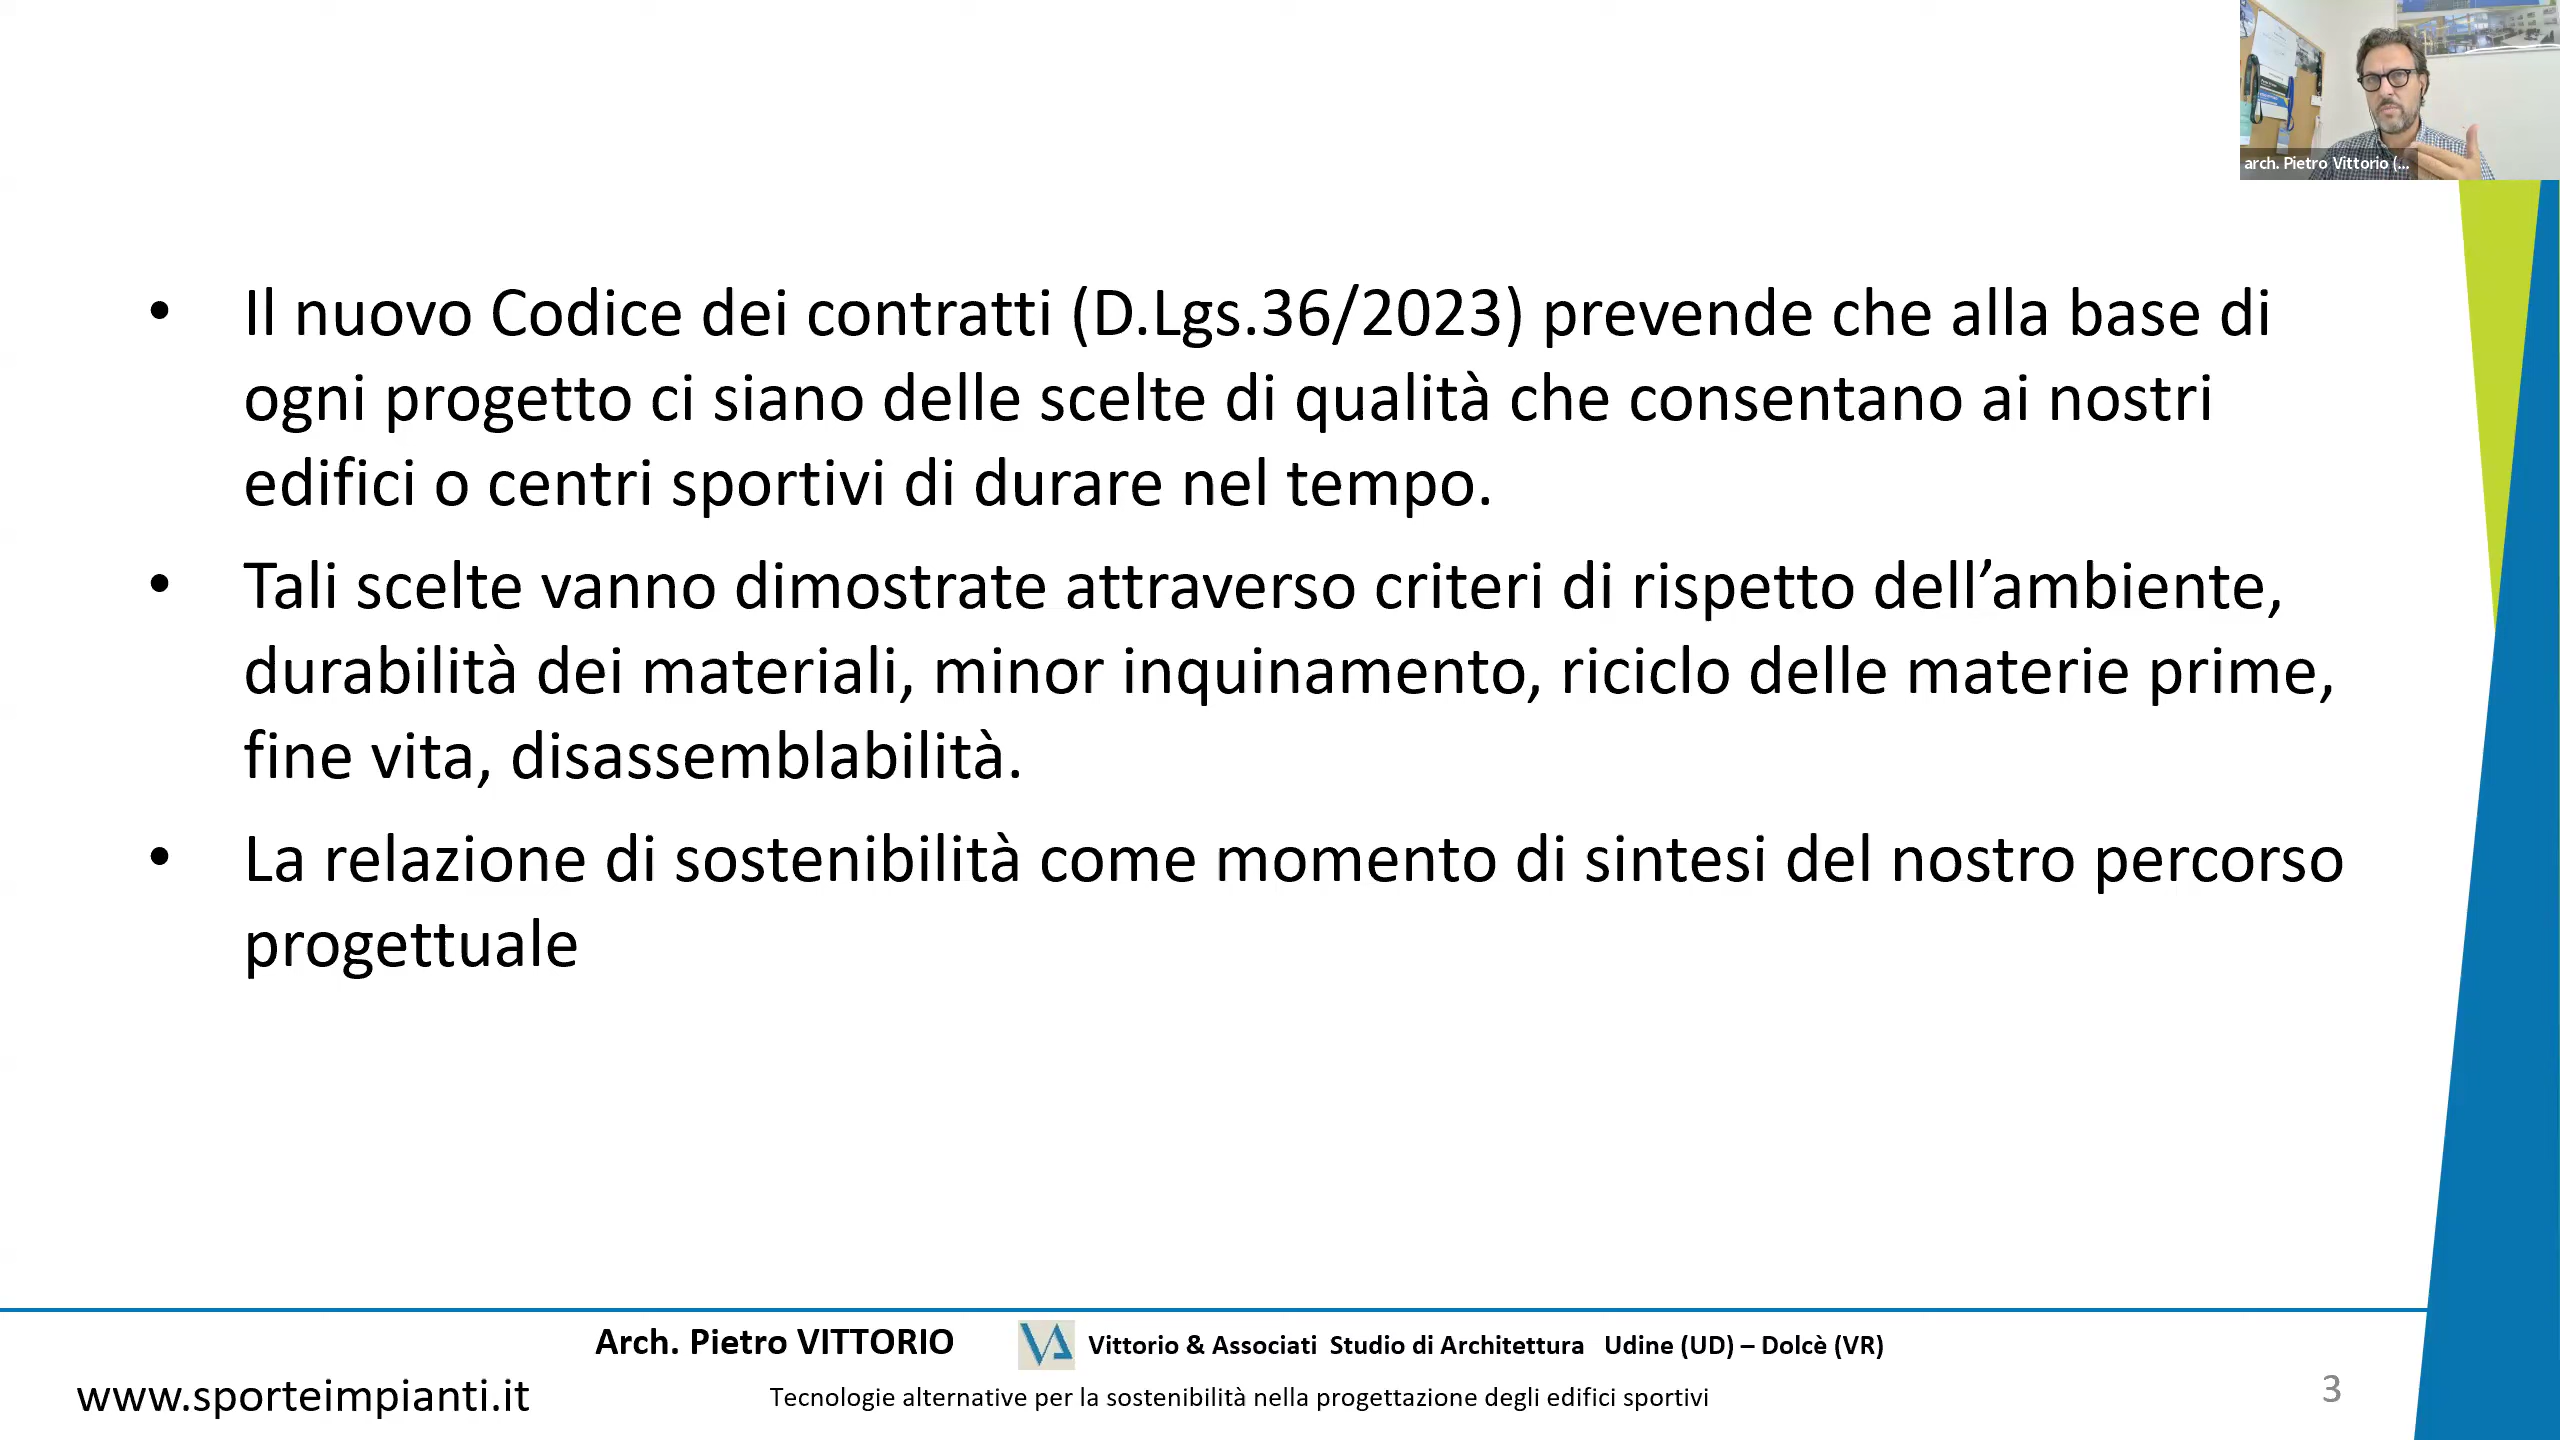 arch. Pietro Vittorio (...
• Il nuovo Codice dei contratti (D.Lgs.36/2023) prevende che alla base di
ogni progetto ci siano delle scelte di qualità che consentano ai nostri
edifici o centri sportivi di durare nel tempo.
• Tali scelte vanno dimostrate attraverso criteri di rispetto dell’ambiente,
durabilità dei materiali, minor inquinamento, riciclo delle materie prime,
fine vita, disassemblabilità.
• La relazione di sostenibilità come momento di sintesi del nostro percorso
progettuale
Arch. Pietro VITTORIO
VA
Vittorio & Associati Studio di Architettura Udine (UD) – Dolcè (VR)
www.sporteimpianti.it
Tecnologie alternative per la sostenibilità nella progettazione degli edifici sportivi
3